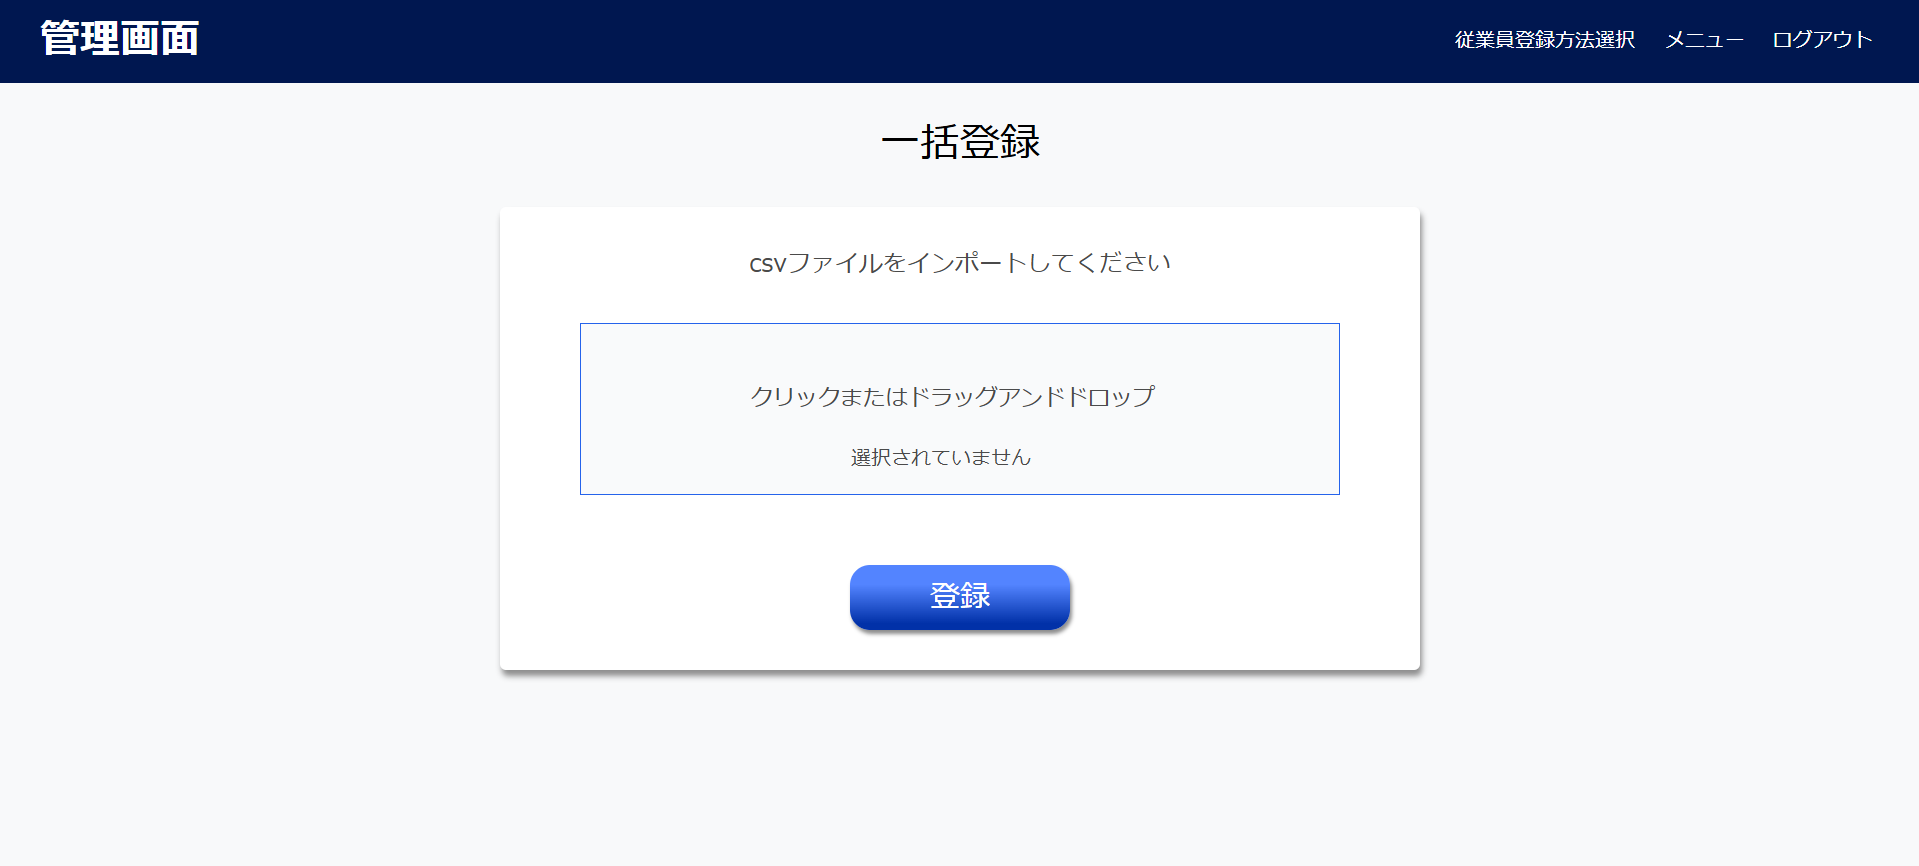 管理画面
従業員登録方法選択 メニュー ログアウト
一括登録
csvファイルをインポートしてください
クリックまたはドラッグアンドドロップ
選択されていません
登録